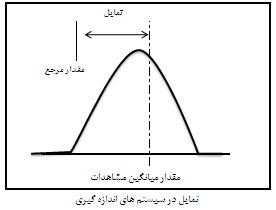 تمایل
مقدار مرجع
مقدار میانگین مشاهدات
تمایل در سیستم های اندازه گیری